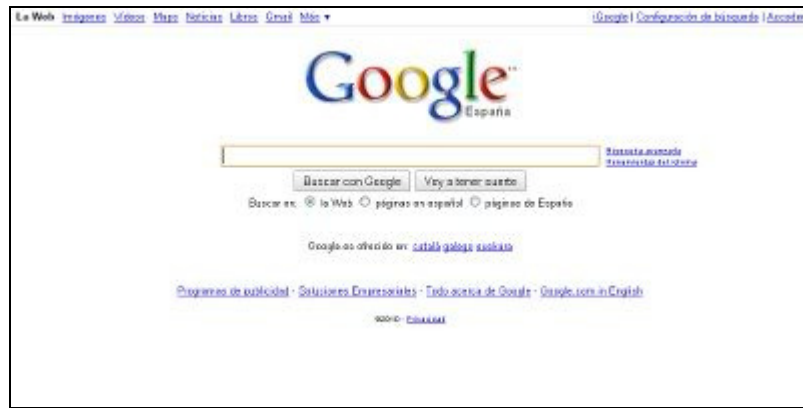 La Web Imágenes Vídeos Maps Noticias Libros Gmail Más ▼ iGoogle | Configuración de búsqueda | Acceder
Google
España
Búsqueda avanzada
Herramientas del idioma
Buscar con Google Voy a tener suerte
Buscar en: la Web páginas en español páginas de España
Google.es ofrecido en: català galego euskara
Programas de publicidad - Soluciones Empresariales - Todo acerca de Google - Google.com in English
©2010 - Privacidad